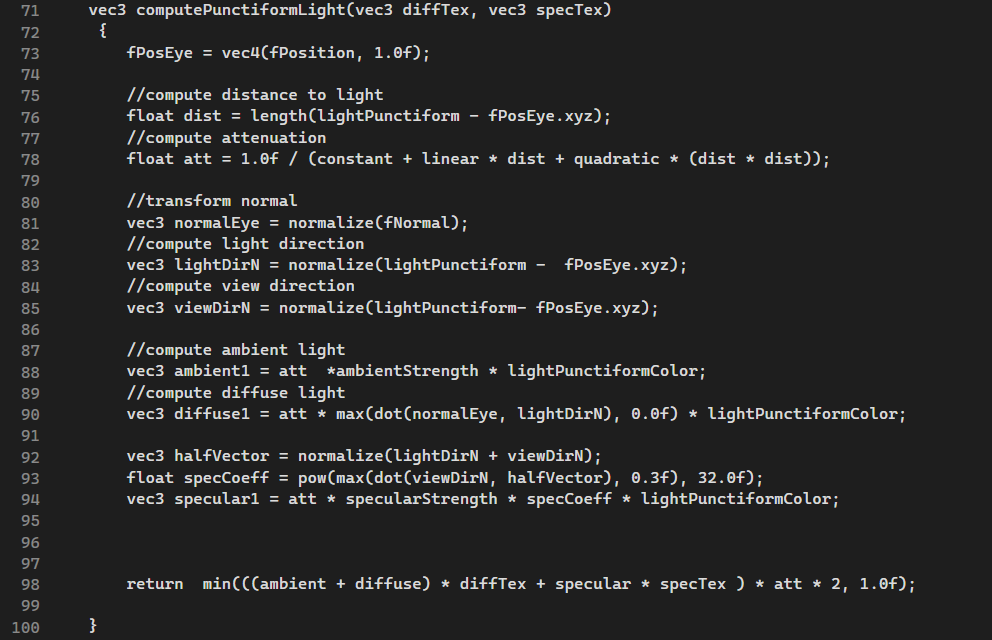 71 vec3 computePunctiformLight(vec3 diffTex, vec3 specTex)
72 {
73 fPosEye = vec4(fPosition, 1.0f);
74
75 //compute distance to light
76 float dist = length(lightPunctiform - fPosEye.xyz);
77 //compute attenuation
78 float att = 1.0f / (constant + linear * dist + quadratic * (dist * dist));
79
80 //transform normal
81 vec3 normalEye = normalize(fNormal);
82 //compute light direction
83 vec3 lightDirN = normalize(lightPunctiform -  fPosEye.xyz);
84 //compute view direction
85 vec3 viewDirN = normalize(lightPunctiform- fPosEye.xyz);
86
87 //compute ambient light
88 vec3 ambient1 = att  *ambientStrength * lightPunctiformColor;
89 //compute diffuse light
90 vec3 diffuse1 = att * max(dot(normalEye, lightDirN), 0.0f) * lightPunctiformColor;
91
92 vec3 halfVector = normalize(lightDirN + viewDirN);
93 float specCoeff = pow(max(dot(viewDirN, halfVector), 0.3f), 32.0f);
94 vec3 specular1 = att * specularStrength * specCoeff * lightPunctiformColor;
95
96
97
98 return  min(((ambient + diffuse) * diffTex + specular * specTex ) * att * 2, 1.0f);
99
100 }